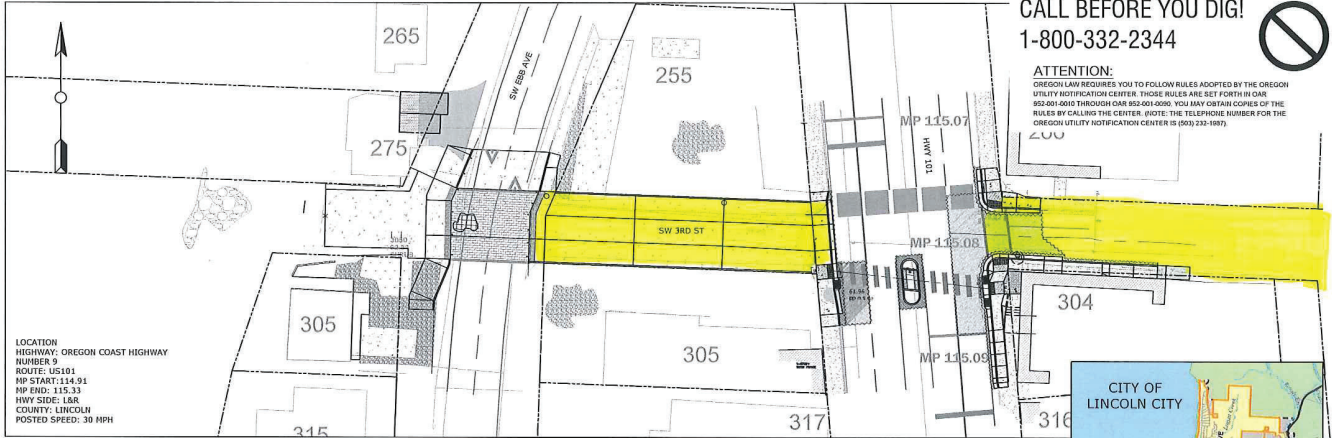 CALL BEFORE YOU DIG!
1-800-332-2344
ATTENTION:
OREGON LAW REQUIRES YOU TO FOLLOW RULES ADOPTED BY THE OREGON
UTILITY NOTIFICATION CENTER. THOSE RULES ARE SET FORTH IN OAR
952-001-0010 THROUGH OAR 952-001-0090. YOU MAY OBTAIN COPIES OF THE
RULES BY CALLING THE CENTER. (NOTE: THE TELEPHONE NUMBER FOR THE
OREGON UTILITY NOTIFICATION CENTER IS (503) 232-1987).
265
SW EBB AVE
255
275
MP 115.07
HWY 101
SW 3RD ST
MP 115.08
304
305
305
MP 115.09
LOCATION
HIGHWAY: OREGON COAST HIGHWAY
NUMBER 9
ROUTE: US101
MP START:114.91
MP END: 115.33
HWY SIDE: L&R
COUNTY: LINCOLN
POSTED SPEED: 30 MPH
315
317
316
CITY OF
LINCOLN CITY